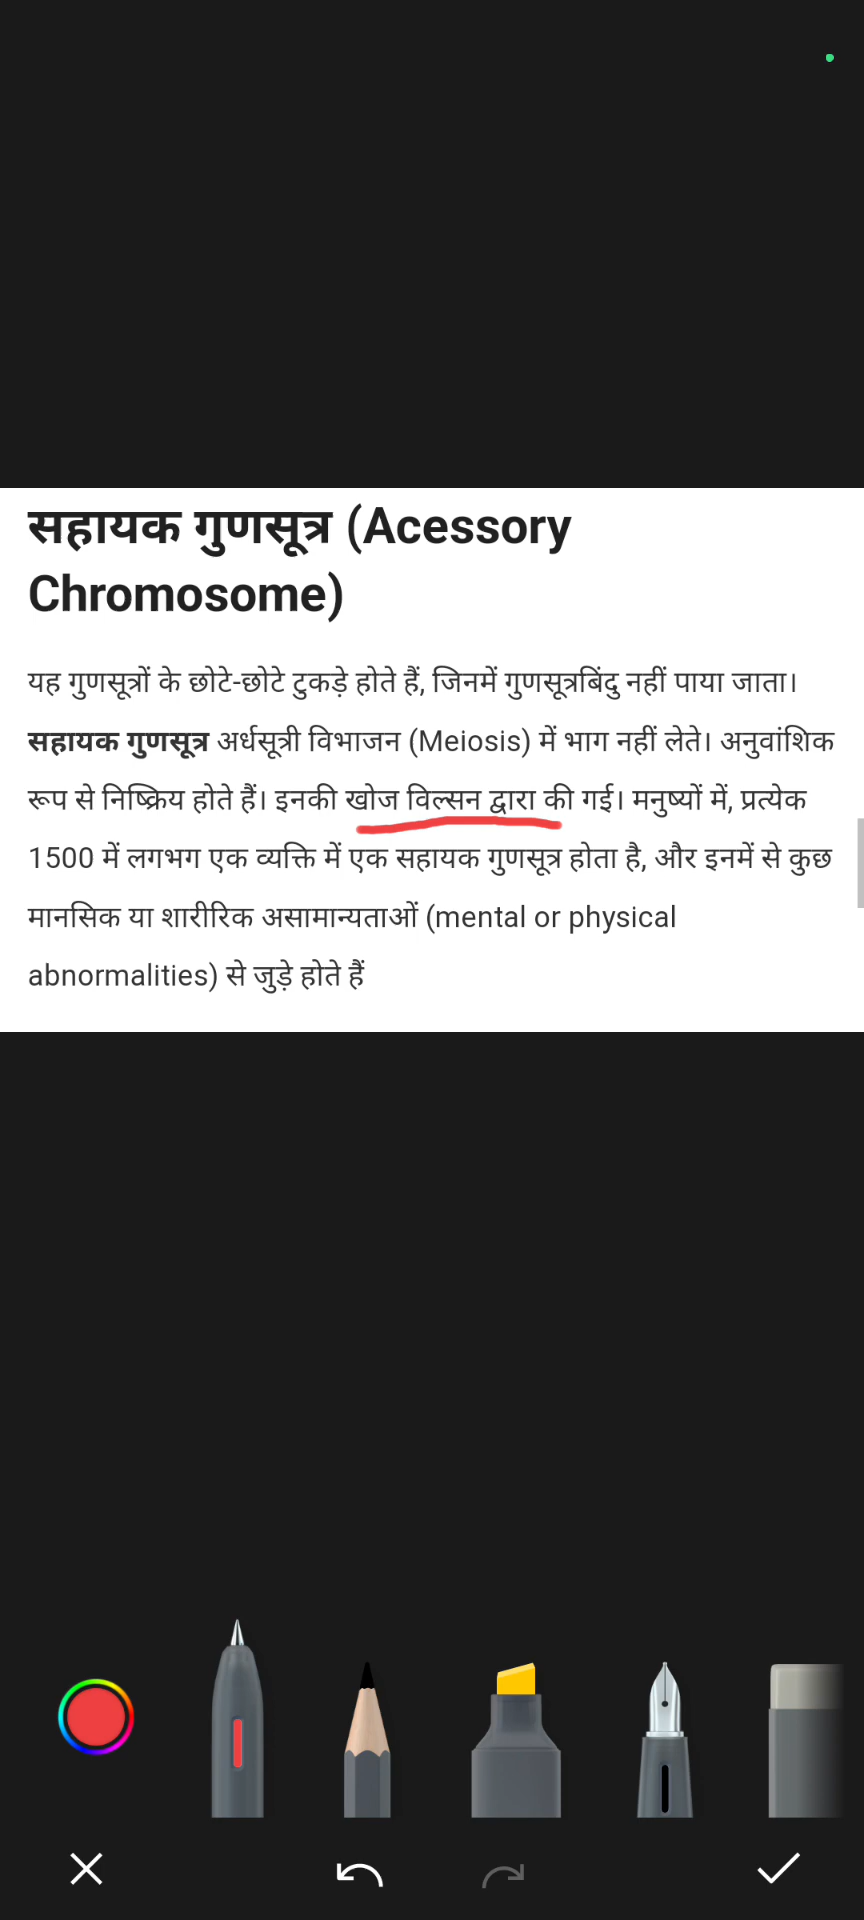 सहायक गुणसूत्र (Acessory
Chromosome)
यह गुणसूत्रों के छोटे-छोटे टुकड़े होते हैं, जिनमें गुणसूत्रबिंदु नहीं पाया जाता।
सहायक गुणसूत्र अर्धसूत्री विभाजन (Meiosis) में भाग नहीं लेते। अनुवांशिक
रूप से निष्क्रिय होते हैं। इनकी खोज विल्सन द्वारा की गई। मनुष्यों में, प्रत्येक
1500 में लगभग एक व्यक्ति में एक सहायक गुणसूत्र होता है, और इनमें से कुछ
मानसिक या शारीरिक असामान्यताओं (mental or physical
abnormalities) से जुड़े होते हैं